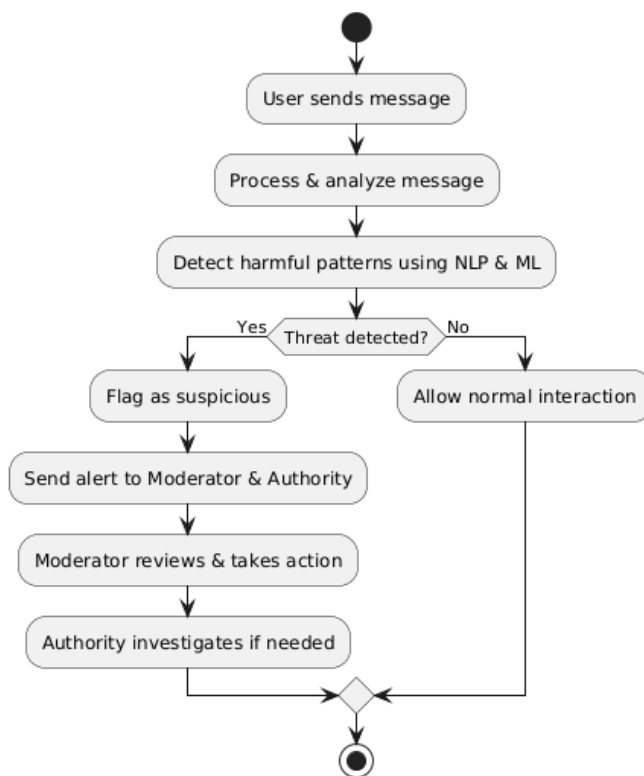 User sends message
Process & analyze message
Detect harmful patterns using NLP & ML
Yes
Threat detected?
No
Flag as suspicious
Allow normal interaction
Send alert to Moderator & Authority
Moderator reviews & takes action
Authority investigates if needed